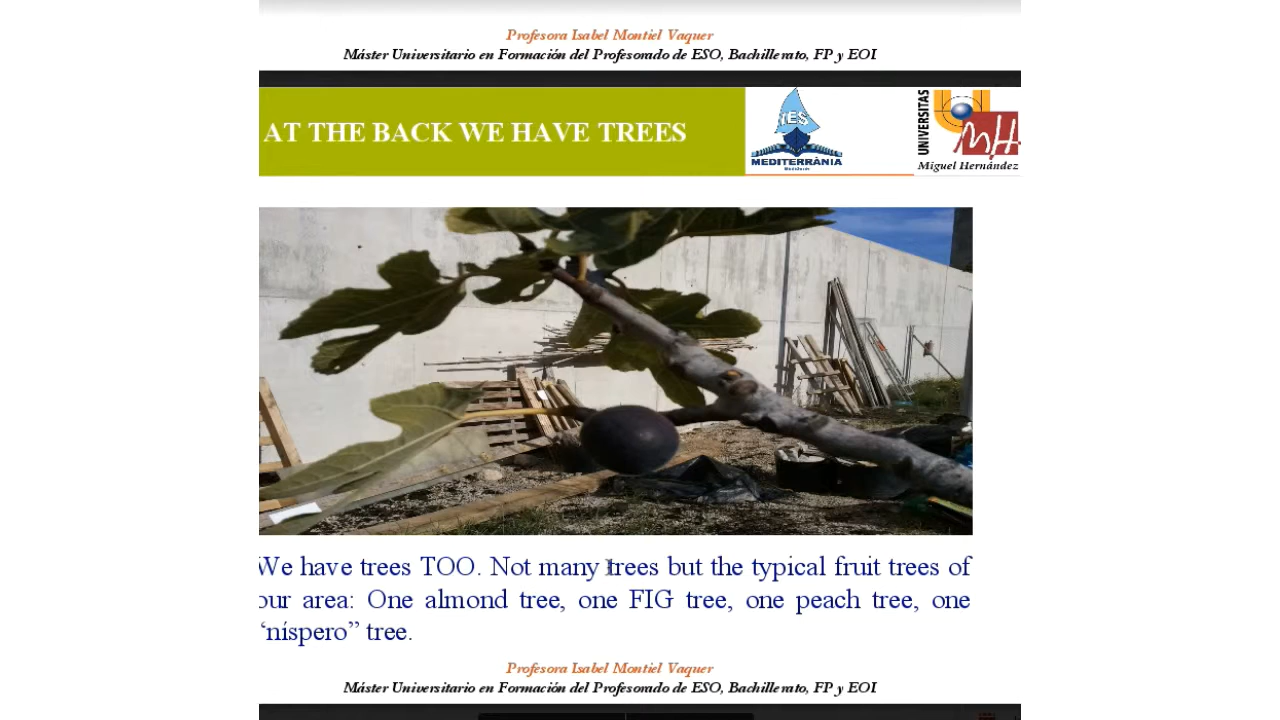 Profesora Isabel Montiel Vaquer
Máster Universitario en Formación del Profesorado de ESO, Bachillerato, FP y EOI
AT THE BACK WE HAVE TREES
IES
MEDITERRÀNIA
UNIVERSITAS
Miguel Hernández
We have trees TOO. Not many trees but the typical fruit trees of
our area: One almond tree, one FIG tree, one peach tree, one
“níspero” tree.
Profesora Isabel Montiel Vaquer
Máster Universitario en Formación del Profesorado de ESO, Bachillerato, FP y EOI